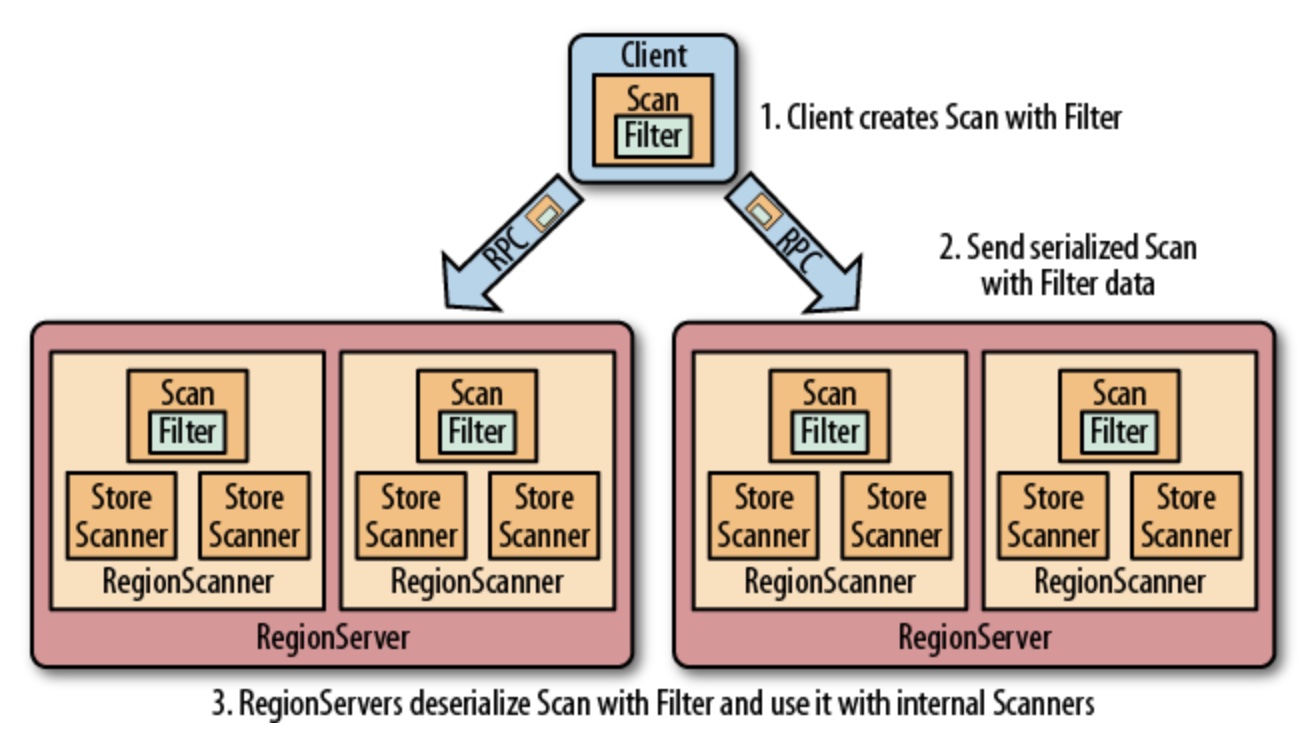 Client
Scan
Filter
1. Client creates Scan with Filter
RPC
RPC
2. Send serialized Scan
with Filter data
Scan
Filter
Store
Scanner
Store
Scanner
RegionScanner
Scan
Filter
Store
Scanner
Store
Scanner
RegionScanner
RegionServer
Scan
Filter
Store
Scanner
Store
Scanner
RegionScanner
Scan
Filter
Store
Scanner
Store
Scanner
RegionScanner
RegionServer
3. RegionServers deserialize Scan with Filter and use it with internal Scanners